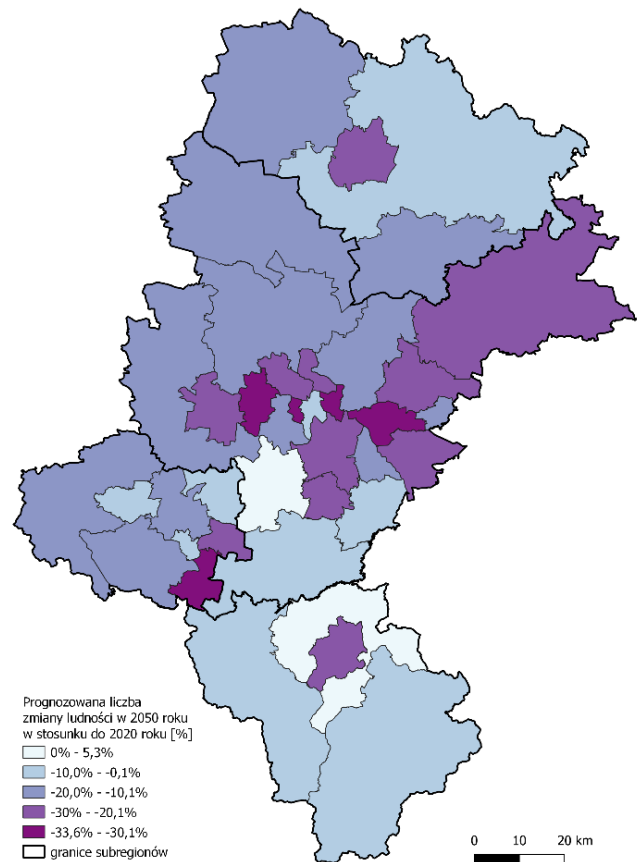 Prognozowana liczba
zmiany ludności w 2050 roku
w stosunku do 2020 roku [%]
0% - 5,3%
-10,0% - -0,1%
-20,0% - -10,1%
-30% - -20,1%
-33,6% - -30,1%
granice subregionów
0 10 20 km